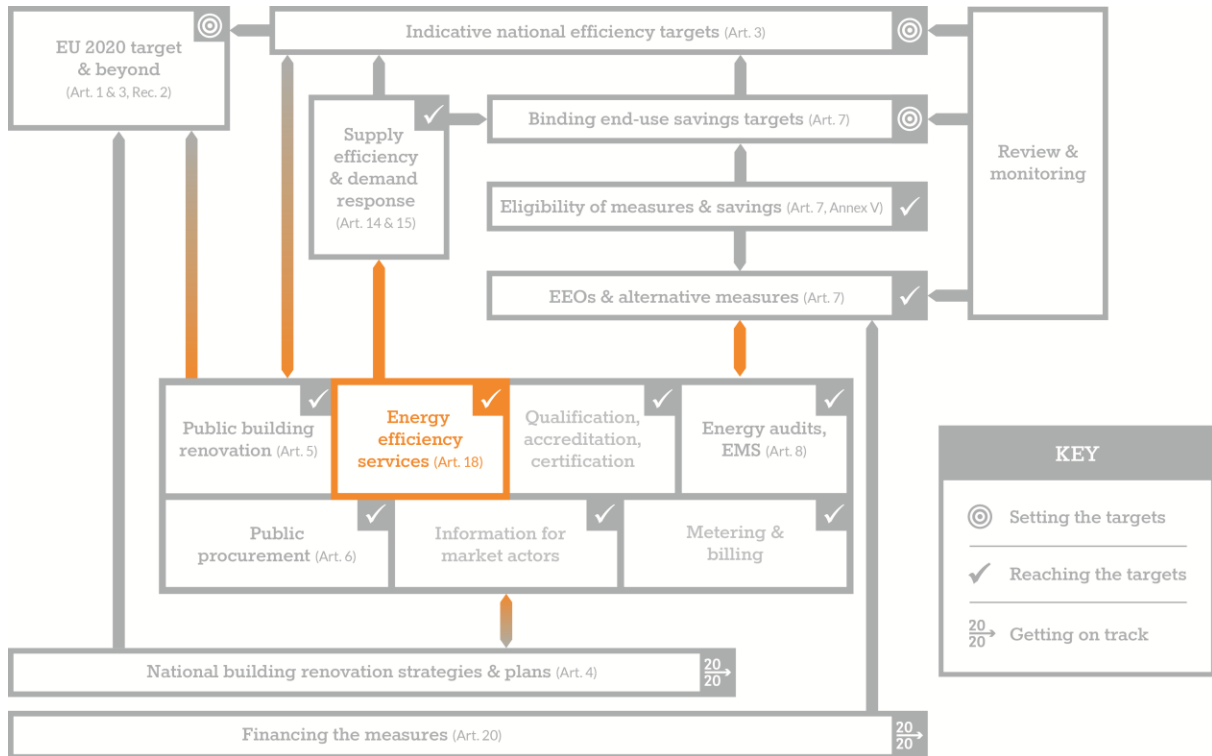 EU 2020 target
& beyond
(Art. 1 & 3, Rec. 2)
Indicative national efficiency targets (Art. 3)
Supply
efficiency
& demand
response
(Art. 14 & 15)
Binding end-use savings targets (Art. 7)
Eligibility of measures & savings (Art. 7, Annex V)
EEOs & alternative measures (Art. 7)
Review &
monitoring
Public building
renovation (Art. 5)
Energy
efficiency
services (Art. 18)
Qualification,
accreditation,
certification
Energy audits,
EMS (Art. 8)
Public
procurement (Art. 6)
Information for
market actors
Metering &
billing
National building renovation strategies & plans (Art. 4)
20
20
Financing the measures (Art. 20)
20
20
KEY
Setting the targets
Reaching the targets
20
20
Getting on track